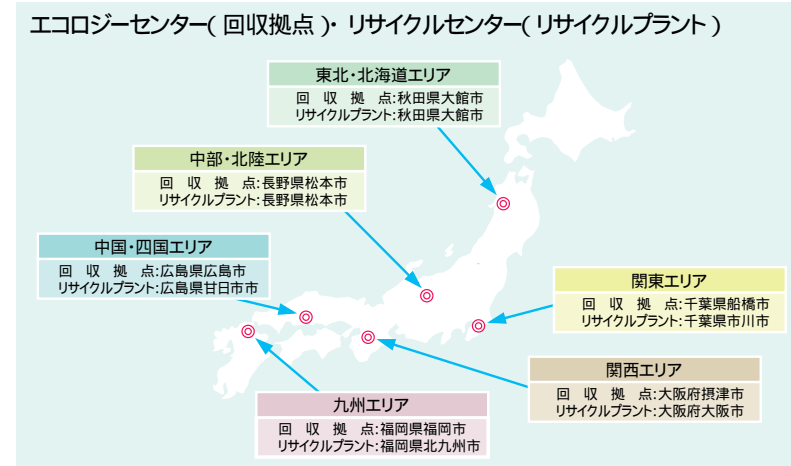 エコロジーセンター(回収拠点)・リサイクルセンター(リサイクルプラント)
東北・北海道エリア
回収拠点:秋田県大館市
リサイクルプラント:秋田県大館市
中部・北陸エリア
回収拠点:長野県松本市
リサイクルプラント:長野県松本市
中国・四国エリア
回収拠点:広島県広島市
リサイクルプラント:広島県甘日市市
関東エリア
回収拠点:千葉県船橋市
リサイクルプラント:千葉県市川市
関西エリア
回収拠点:大阪府摂津市
リサイクルプラント:大阪府大阪市
九州エリア
回収拠点:福岡県福岡市
リサイクルプラント:福岡県北九州市